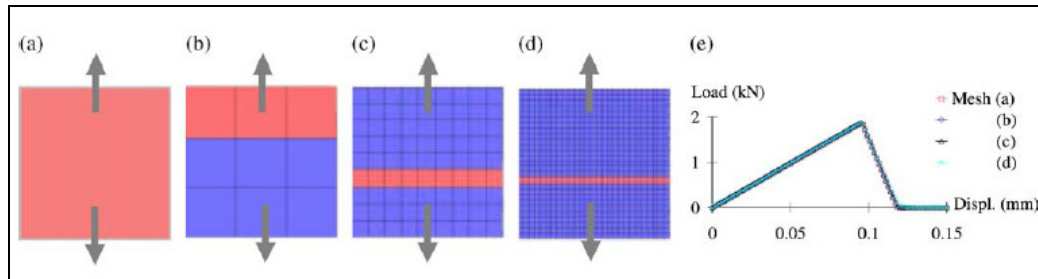 (a)
(b)
(c)
(d)
(e)
Load (kN)
Mesh (a)
(b)
(c)
(d)
2
1
0
Displ. (mm)
0
0.05
0.1
0.15